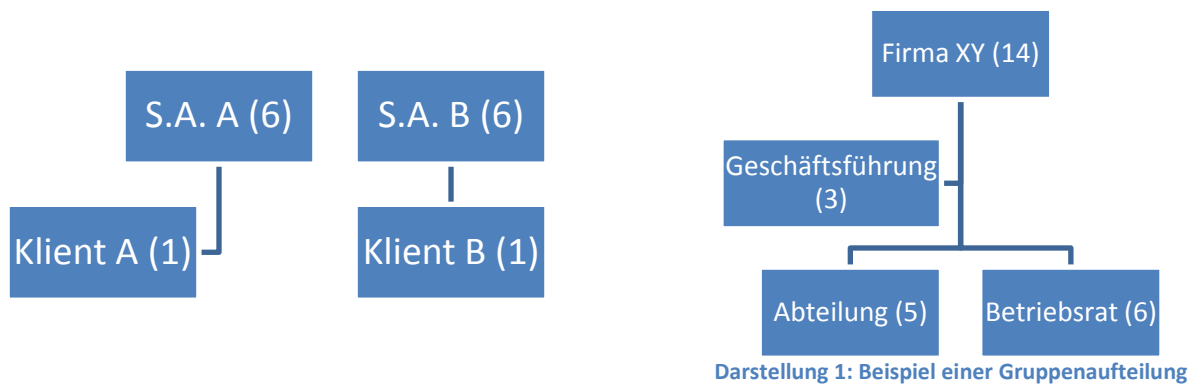 S.A. A (6)
S.A. B (6)
Klient A (1)
Klient B (1)
Firma XY (14)
Geschäftsführung
(3)
Abteilung (5)
Betriebsrat (6)
Darstellung 1: Beispiel einer Gruppenaufteilung